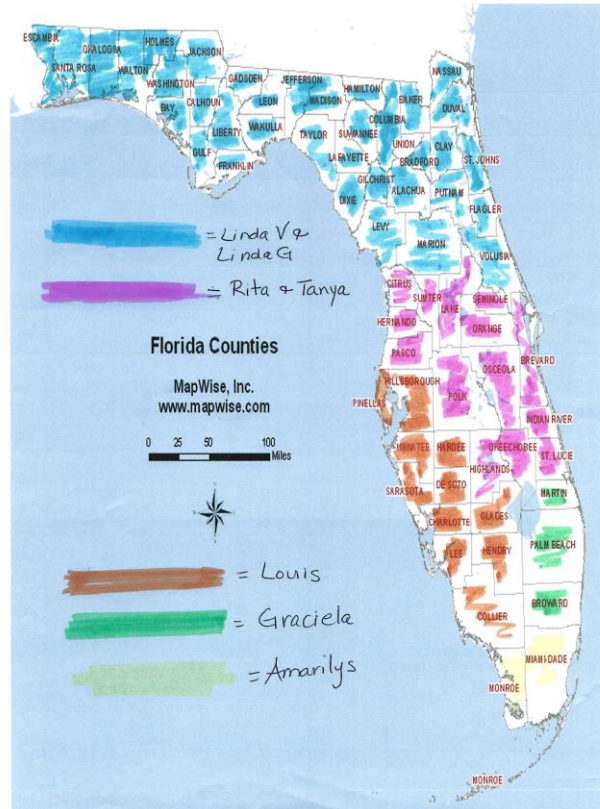 ESCAMBIA
OKALOOSA
HOLMES
JACKSON
SANTA ROSA
WALTON
WASHINGTON
GADSDEN
JEFFERSON
HAMILTON
NASSAU
BAY
CALHOUN
LEON
MADISON
BAKER
DUVAL
LIBERTY
WAKULLA
TAYLOR
SUWANNEE
COLUMBIA
GULF
FRANKLIN
LAFAYETTE
UNION
BRADFORD
CLAY
ST. JOHNS
GILCHRIST
DIXIE
ALACHUA
PUTNAM
FLAGLER
LEVY
MARION
VOLUSIA
= Linda V &
Linda G
CITRUS
SUMTER
LAKE
SEMINOLE
= Rita & Tanya
HERNANDO
ORANGE
Florida Counties
PASCO
OSCEOLA
BREVARD
MapWise, Inc.
www.mapwise.com
HILLSBOROUGH
PINELLAS
POLK
INDIAN RIVER
0 25 50 100
Miles
MANATEE
HARDEE
OKEECHOBEE
HIGHLANDS
ST. LUCIE
SARASOTA
DE SOTO
MARTIN
CHARLOTTE
GLADES
LEE
HENDRY
PALM BEACH
= Louis
COLLIER
BROWARD
= Graciela
MIAMI-DADE
= Amarilys
MONROE
MONROE